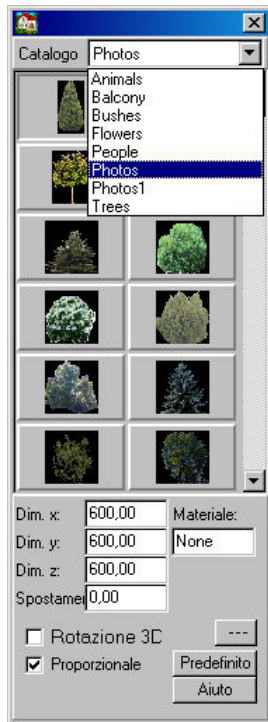 Catalogo Photos
Animals
Balcony
Bushes
Flowers
People
Photos
Photos1
Trees
Dim. x: 600,00 Materiale:
Dim. y: 600,00 None
Dim. z: 600,00
Spostamer 0,00
Rotazione 3D ---
Proporzionale Predefinito
Aiuto